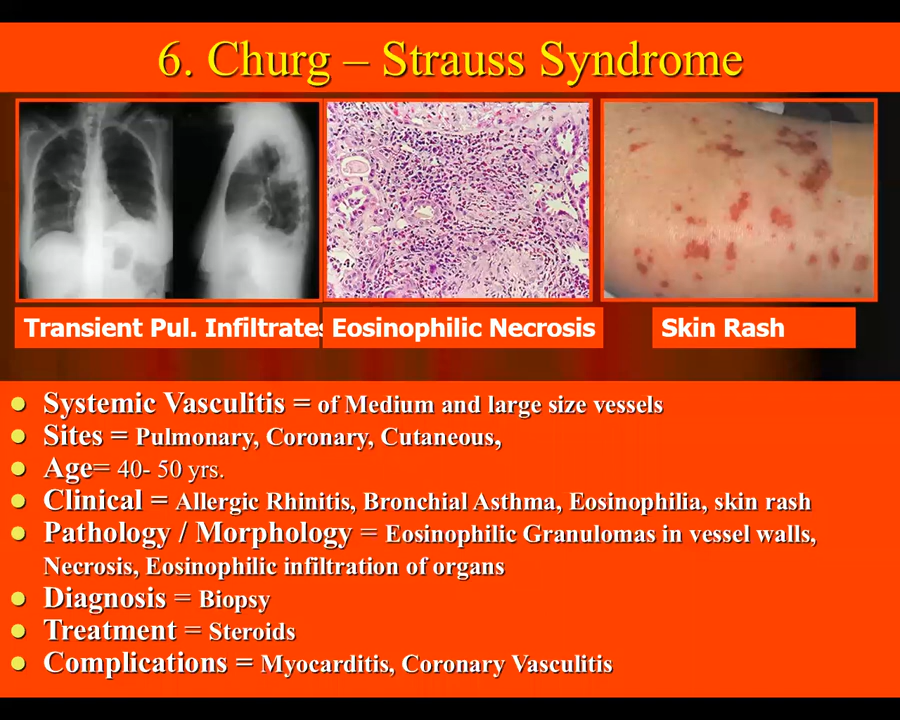 6. Churg – Strauss Syndrome
Transient Pul. Infiltrates
Eosinophilic Necrosis
Skin Rash
Systemic Vasculitis = of Medium and large size vessels
Sites = Pulmonary, Coronary, Cutaneous,
Age= 40- 50 yrs.
Clinical = Allergic Rhinitis, Bronchial Asthma, Eosinophilia, skin rash
Pathology / Morphology = Eosinophilic Granulomas in vessel walls,
Necrosis, Eosinophilic infiltration of organs
Diagnosis = Biopsy
Treatment = Steroids
Complications = Myocarditis, Coronary Vasculitis